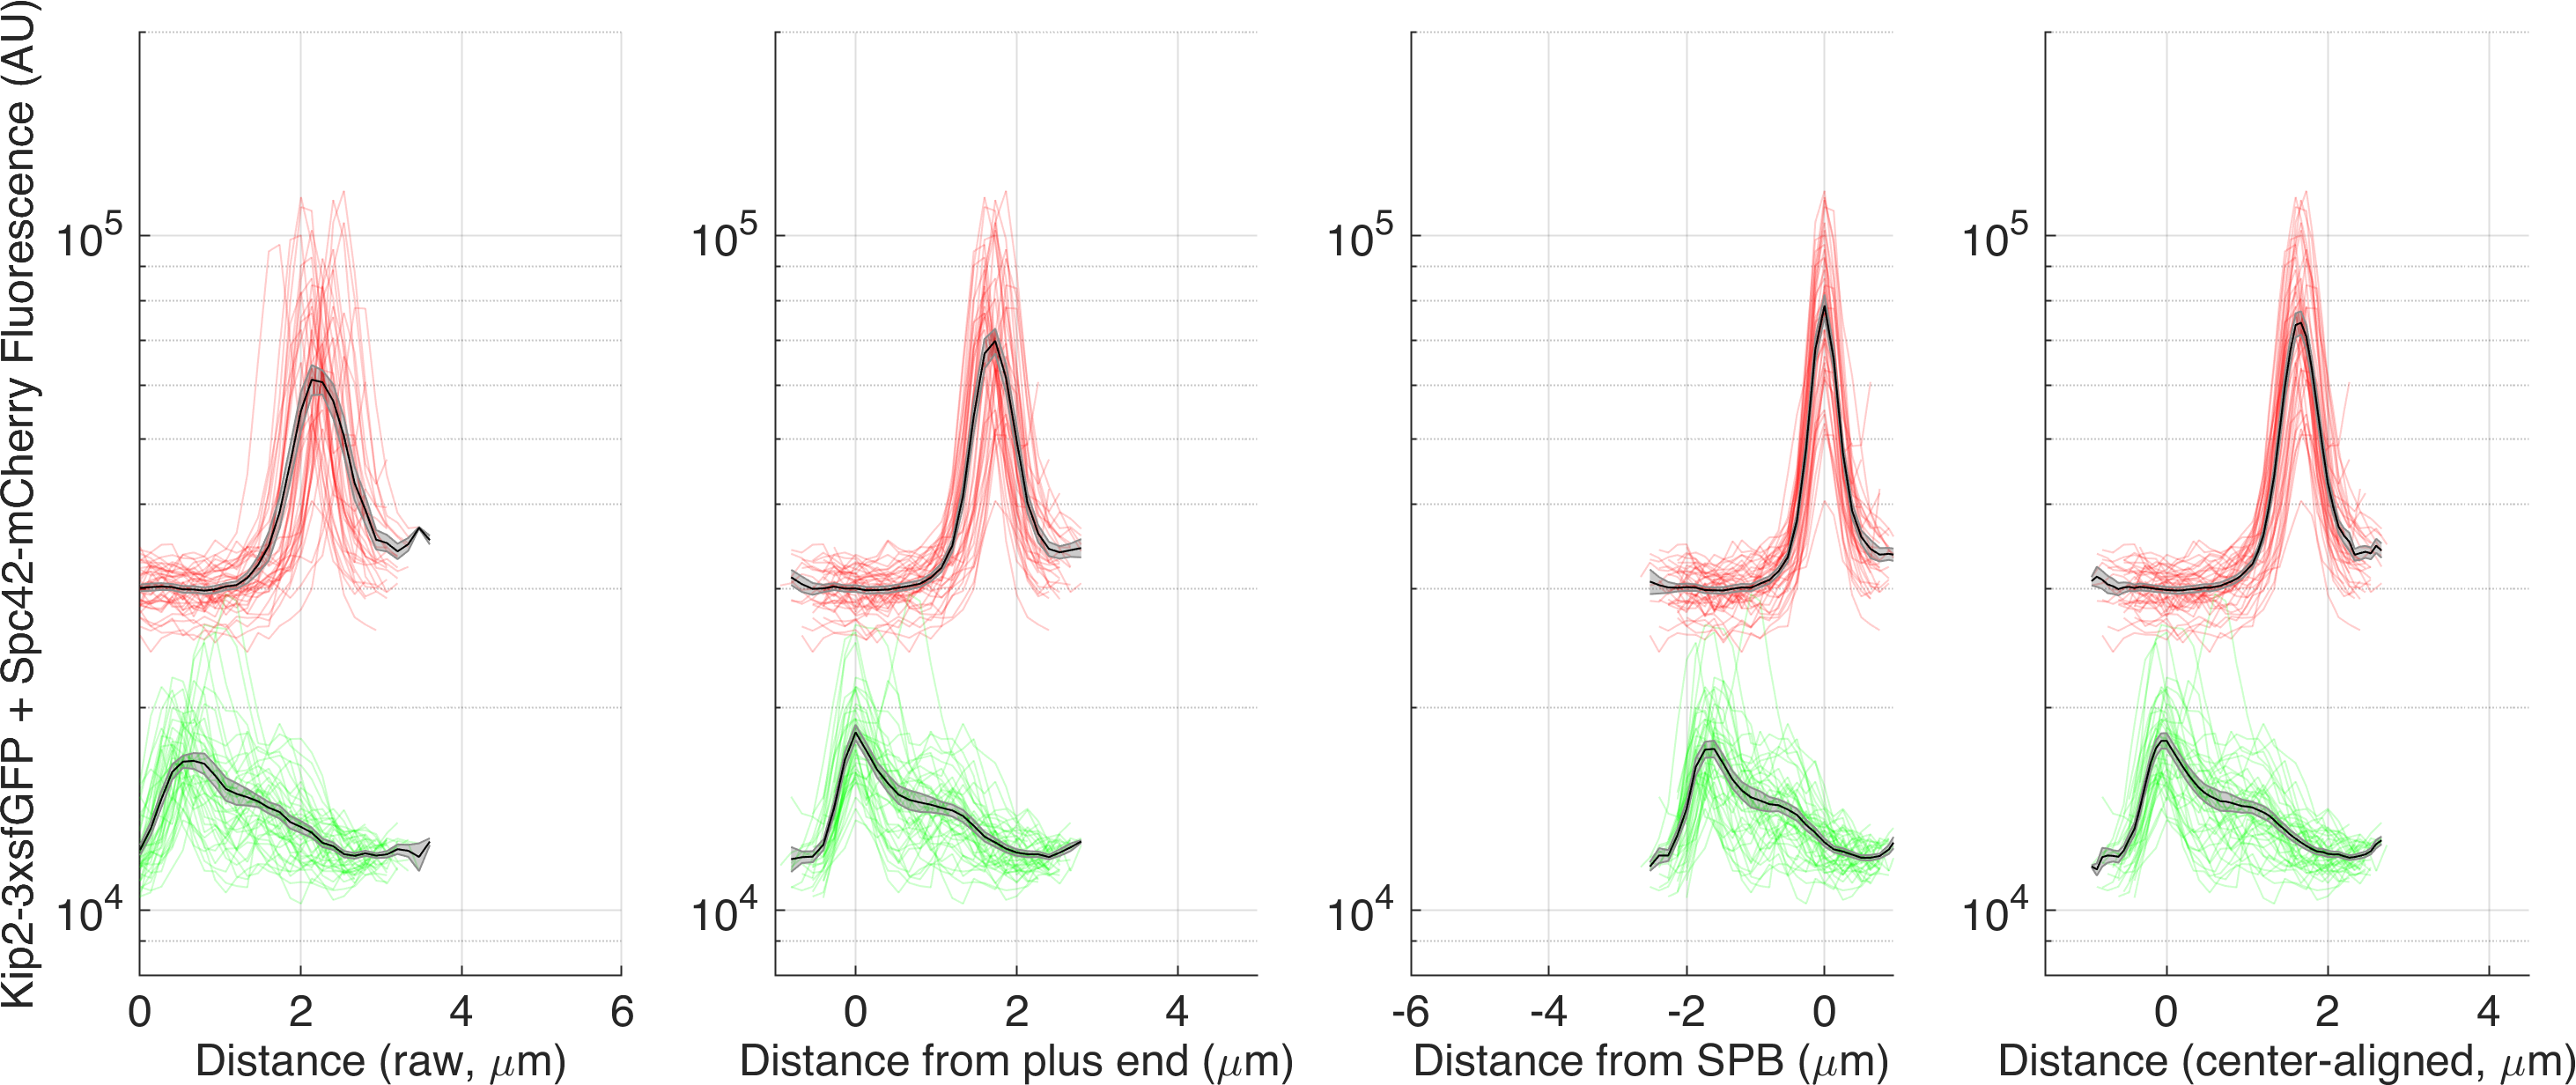 Kip2-3xsfGFP + Spc42-mCherry Fluorescence (AU)
10^5
10^4
0 2 4 6
Distance (raw, μm)
10^5
10^4
0 2 4
Distance from plus end (μm)
10^5
10^4
-6 -4 -2 0
Distance from SPB (μm)
10^5
10^4
0 2 4
Distance (center-aligned, μm)